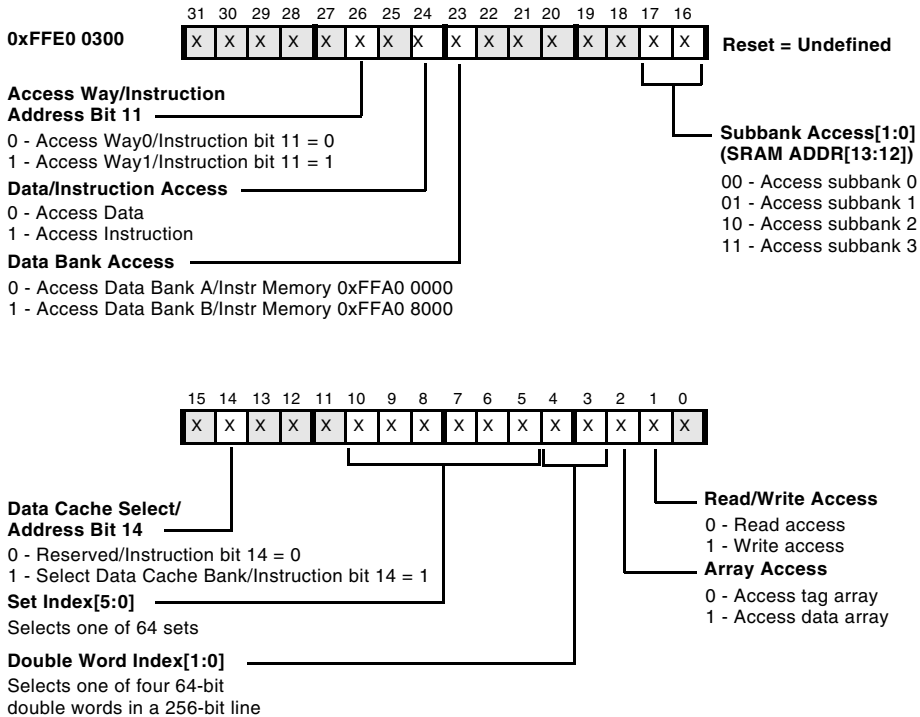 31 30 29 28 27 26 25 24 23 22 21 20 19 18 17 16
0xFFE0 0300
X X X X X X X X X X X X X X X X
Reset = Undefined
Access Way/Instruction
Address Bit 11
0 - Access Way0/Instruction bit 11 = 0
1 - Access Way1/Instruction bit 11 = 1
Data/Instruction Access
0 - Access Data
1 - Access Instruction
Data Bank Access
0 - Access Data Bank A/Instr Memory 0xFFA0 0000
1 - Access Data Bank B/Instr Memory 0xFFA0 8000
Subbank Access[1:0]
(SRAM ADDR[13:12])
00 - Access subbank 0
01 - Access subbank 1
10 - Access subbank 2
11 - Access subbank 3
15 14 13 12 11 10 9 8 7 6 5 4 3 2 1 0
X X X X X X X X X X X X X X X X
Data Cache Select/
Address Bit 14
0 - Reserved/Instruction bit 14 = 0
1 - Select Data Cache Bank/Instruction bit 14 = 1
Set Index[5:0]
Selects one of 64 sets
Double Word Index[1:0]
Selects one of four 64-bit
double words in a 256-bit line
Read/Write Access
0 - Read access
1 - Write access
Array Access
0 - Access tag array
1 - Access data array